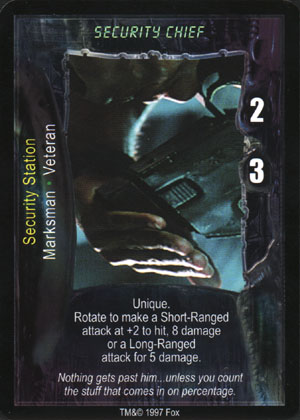 SECURITY CHIEF
2
3
Security Station
Marksman · Veteran
Unique.
Rotate to make a Short-Ranged
attack at +2 to hit, 8 damage
or a Long-Ranged
attack for 5 damage.
Nothing gets past him...unless you count
the stuff that comes in on percentage.
TM&© 1997 Fox